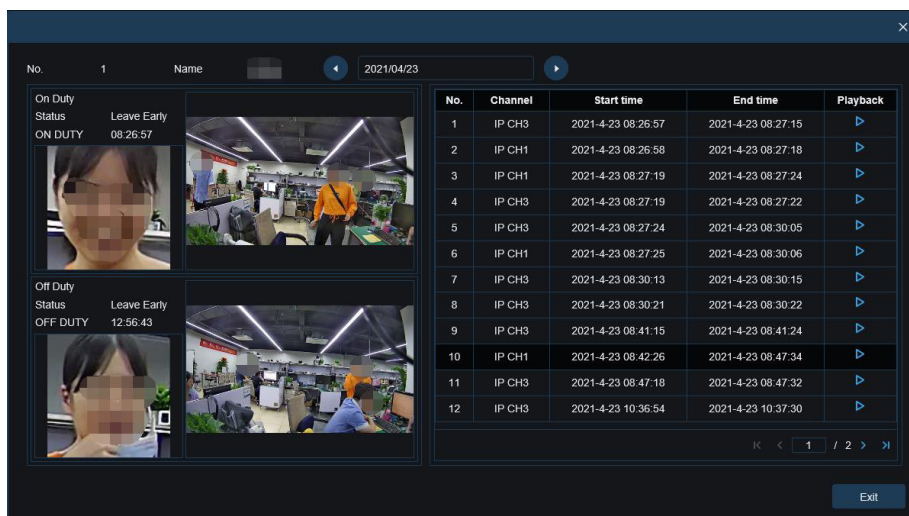 No. 1 Name 2021/04/23
On Duty
Status Leave Early
ON DUTY 08:26:57
Off Duty
Status Leave Early
OFF DUTY 12:56:43
No. Channel Start time End time Playback
1 IP CH3 2021-4-23 08:26:57 2021-4-23 08:27:15
2 IP CH1 2021-4-23 08:26:58 2021-4-23 08:27:18
3 IP CH1 2021-4-23 08:27:19 2021-4-23 08:27:24
4 IP CH3 2021-4-23 08:27:19 2021-4-23 08:27:22
5 IP CH3 2021-4-23 08:27:24 2021-4-23 08:30:05
6 IP CH1 2021-4-23 08:27:25 2021-4-23 08:30:06
7 IP CH3 2021-4-23 08:30:13 2021-4-23 08:30:15
8 IP CH3 2021-4-23 08:30:21 2021-4-23 08:30:22
9 IP CH3 2021-4-23 08:41:15 2021-4-23 08:41:24
10 IP CH1 2021-4-23 08:42:26 2021-4-23 08:47:34
11 IP CH3 2021-4-23 08:47:18 2021-4-23 08:47:32
12 IP CH3 2021-4-23 10:36:54 2021-4-23 10:37:30
1 / 2
Exit